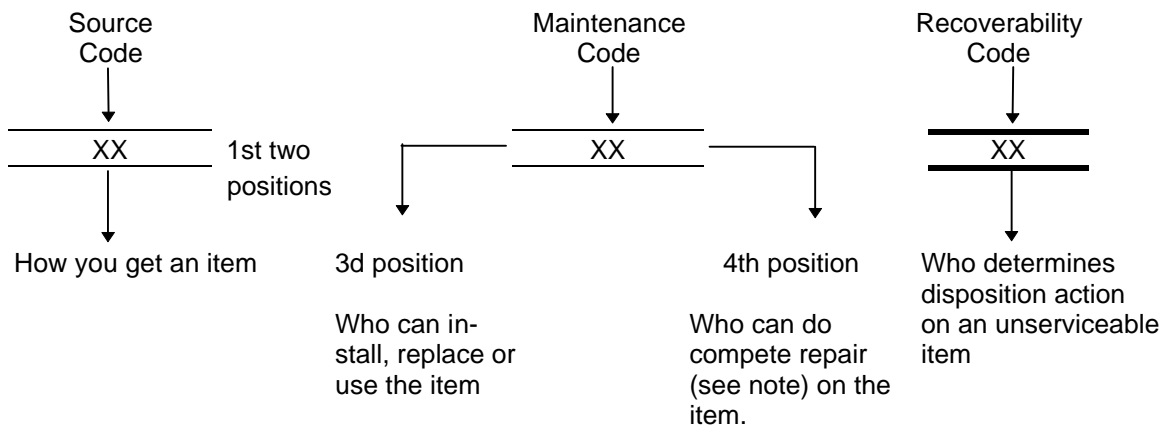 Source
Code
Maintenance
Code
Recoverability
Code
XX
1st two
positions
XX
XX
How you get an item
3d position
Who can in-
stall, replace or
use the item
4th position
Who can do
compete repair
(see note) on the
item.
Who determines
disposition action
on an unserviceable
item